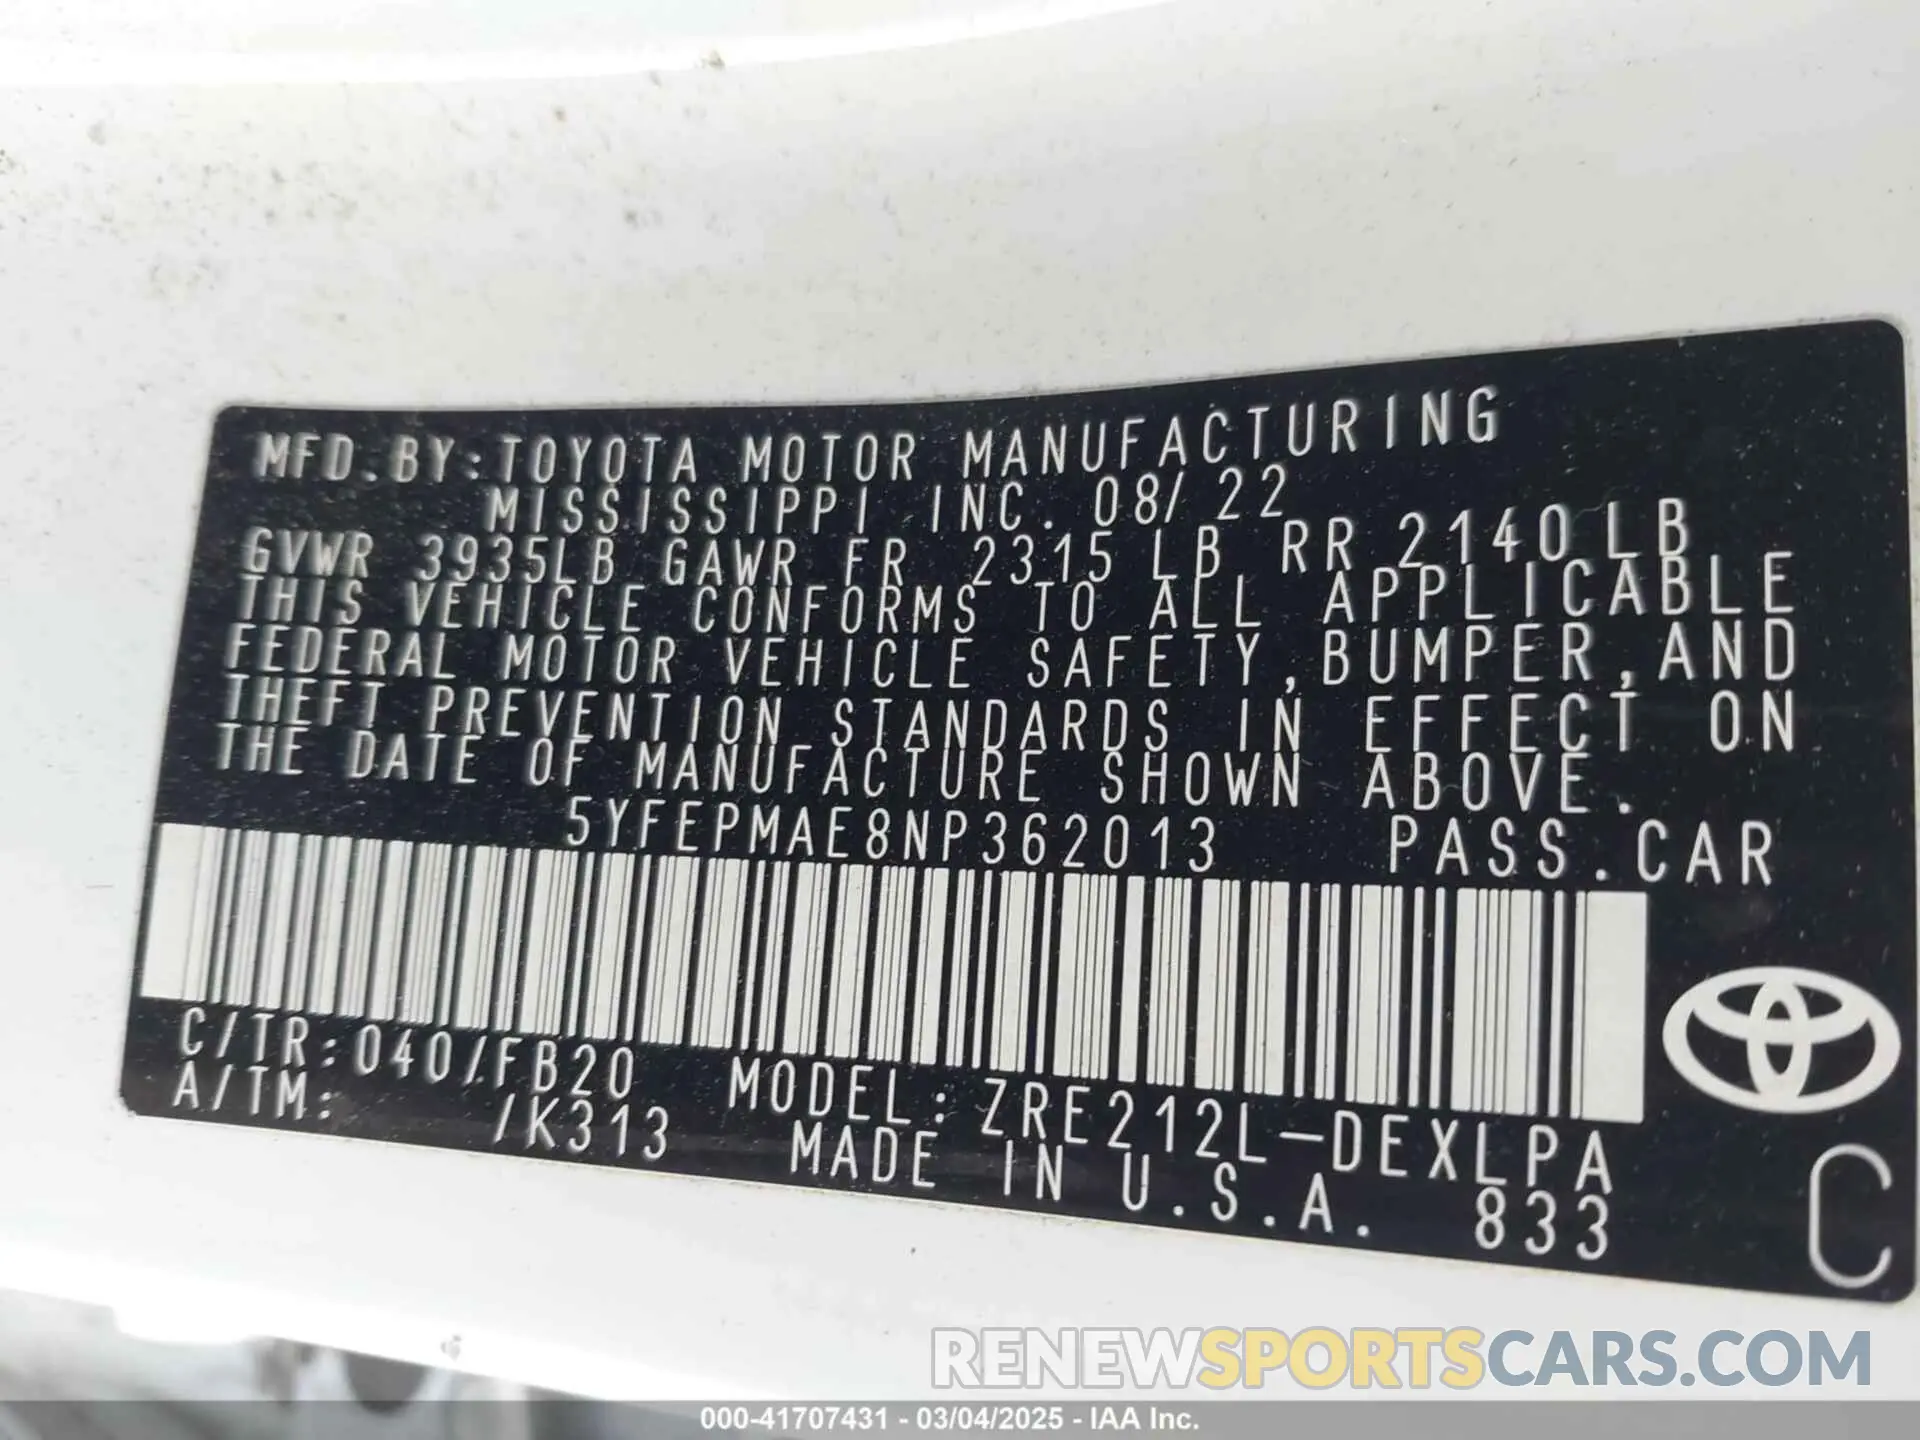 MFD.BY:TOYOTA MOTOR MANUFACTURING
MISSISSIPPI INC. 08/22
GVWR 3935LB GAWR FR 2315 LB RR 2140LB
THIS VEHICLE CONFORMS TO ALL APPLICABLE
FEDERAL MOTOR VEHICLE SAFETY,BUMPER,AND
THEFT PREVENTION STANDARDS IN EFFECT ON
THE DATE OF MANUFACTURE SHOWN ABOVE.
5YFEPMAE8NP362013 PASS.CAR
C/TR:040/FB20 MODEL:ZRE212L-DEXLPA
A/TM: /K313 MADE IN U.S.A. 833
C
RENEWSPORTSCARS.COM
000-41707431 - 03/04/2025 - IAA Inc.